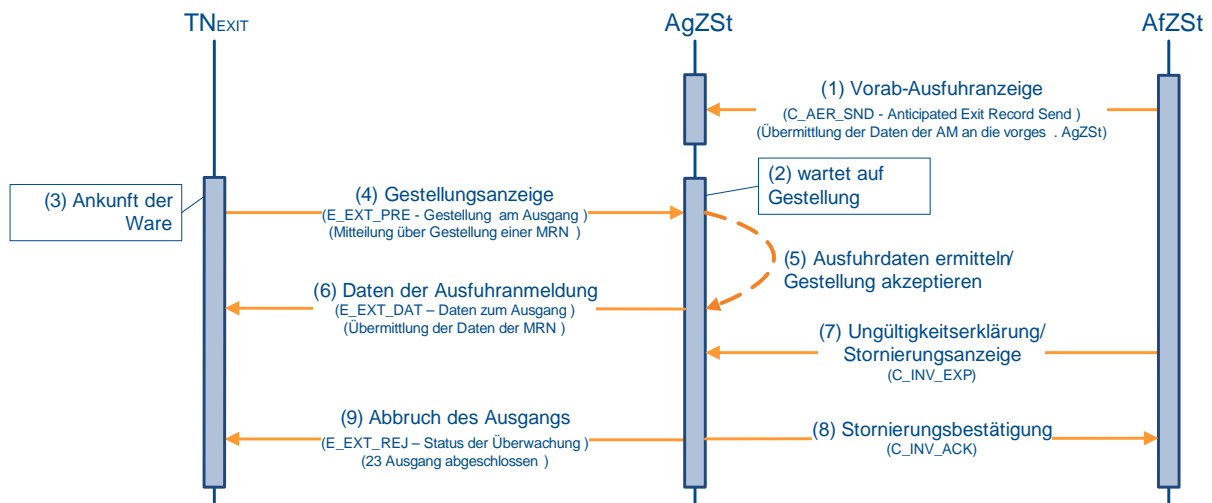 TNEXIT
AgZSt
AfZSt
(1) Vorab-Ausfuhranzeige
(C_AER_SND - Anticipated Exit Record Send )
(Übermittlung der Daten der AM an die vorges . AgZSt)
(2) wartet auf
Gestellung
(3) Ankunft der
Ware
(4) Gestellungsanzeige
(E_EXT_PRE - Gestellung am Ausgang )
(Mitteilung über Gestellung einer MRN )
(5) Ausfuhrdaten ermitteln/
Gestellung akzeptieren
(6) Daten der Ausfuhranmeldung
(E_EXT_DAT – Daten zum Ausgang )
(Übermittlung der Daten der MRN )
(7) Ungültigkeitserklärung/
Stornierungsanzeige
(C_INV_EXP)
(9) Abbruch des Ausgangs
(E_EXT_REJ – Status der Überwachung )
(23 Ausgang abgeschlossen )
(8) Stornierungsbestätigung
(C_INV_ACK)